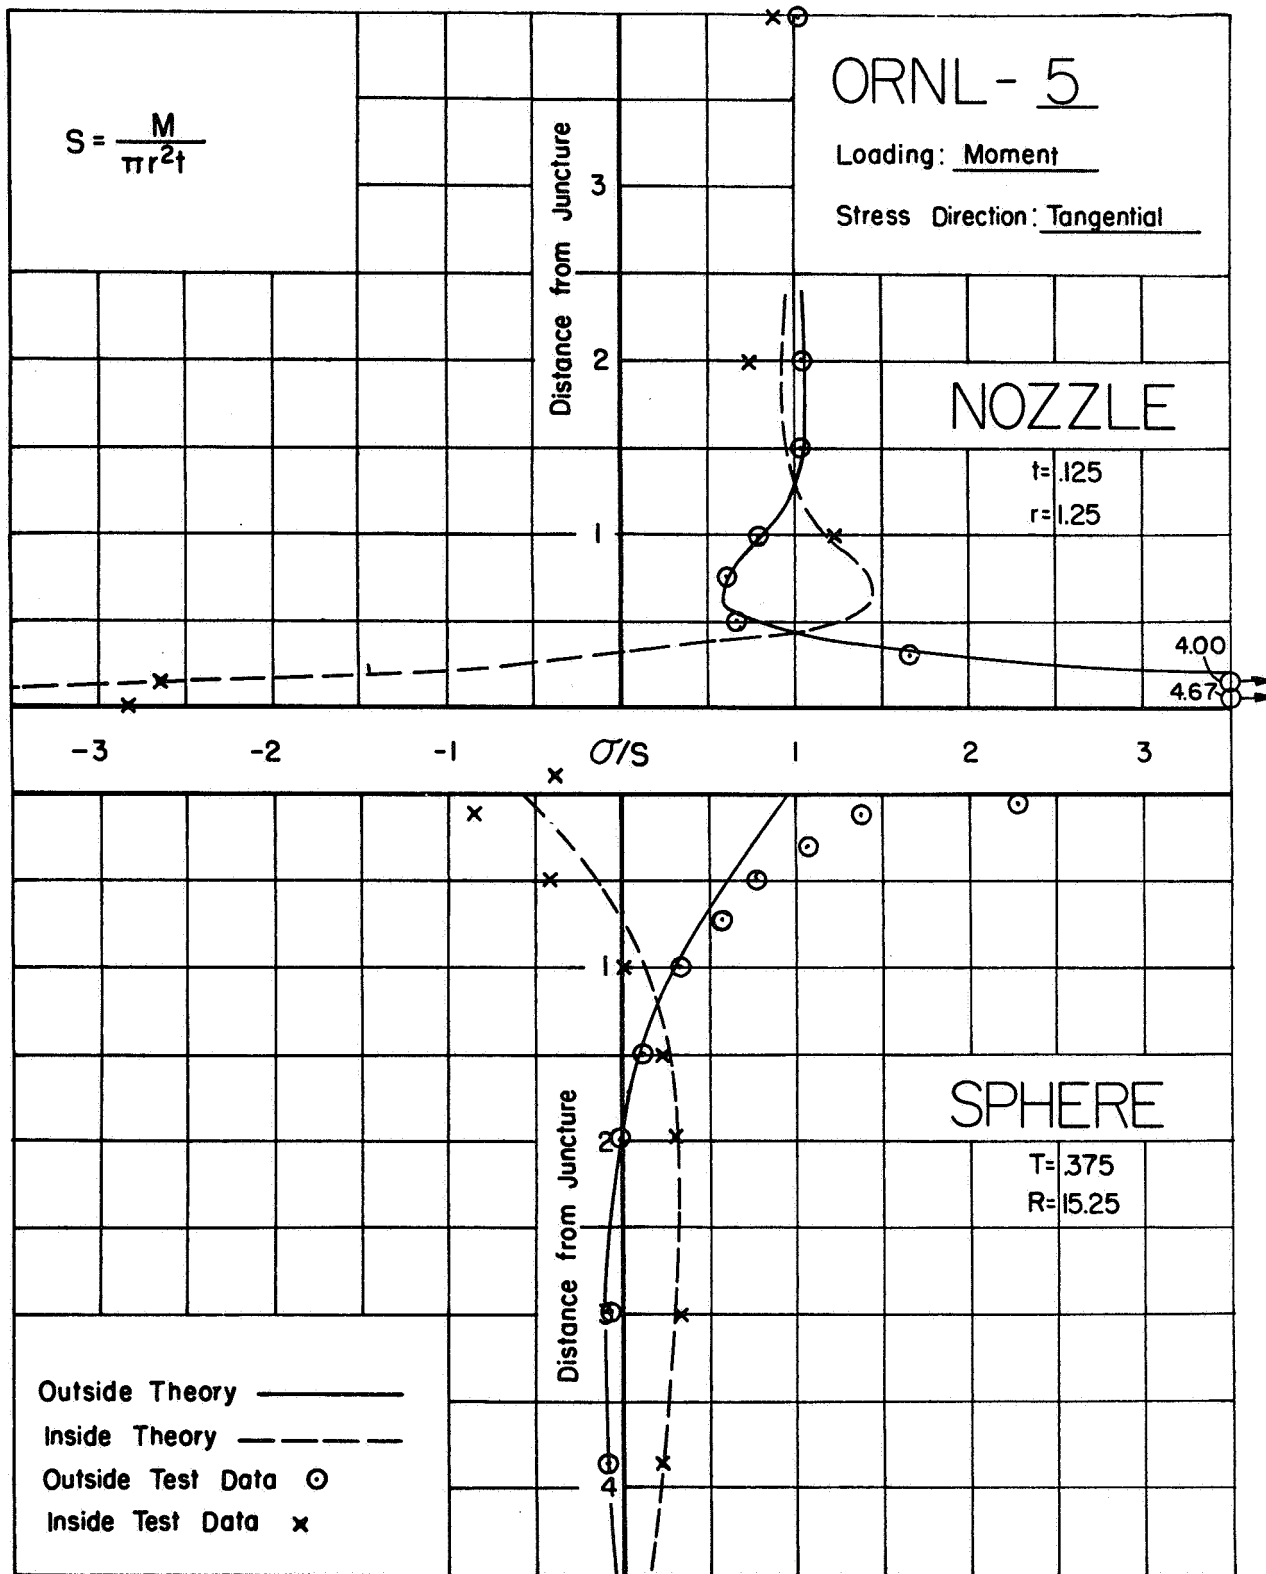 S = M / πr²t
ORNL - 5
Loading: Moment
Stress Direction: Tangential
Distance from Juncture
3
2
1
NOZZLE
t=.125
r=1.25
4.00
4.67
-3 -2 -1 σ/S 1 2 3
1
2
3
4
Distance from Juncture
SPHERE
T=.375
R=15.25
Outside Theory
Inside Theory
Outside Test Data
Inside Test Data